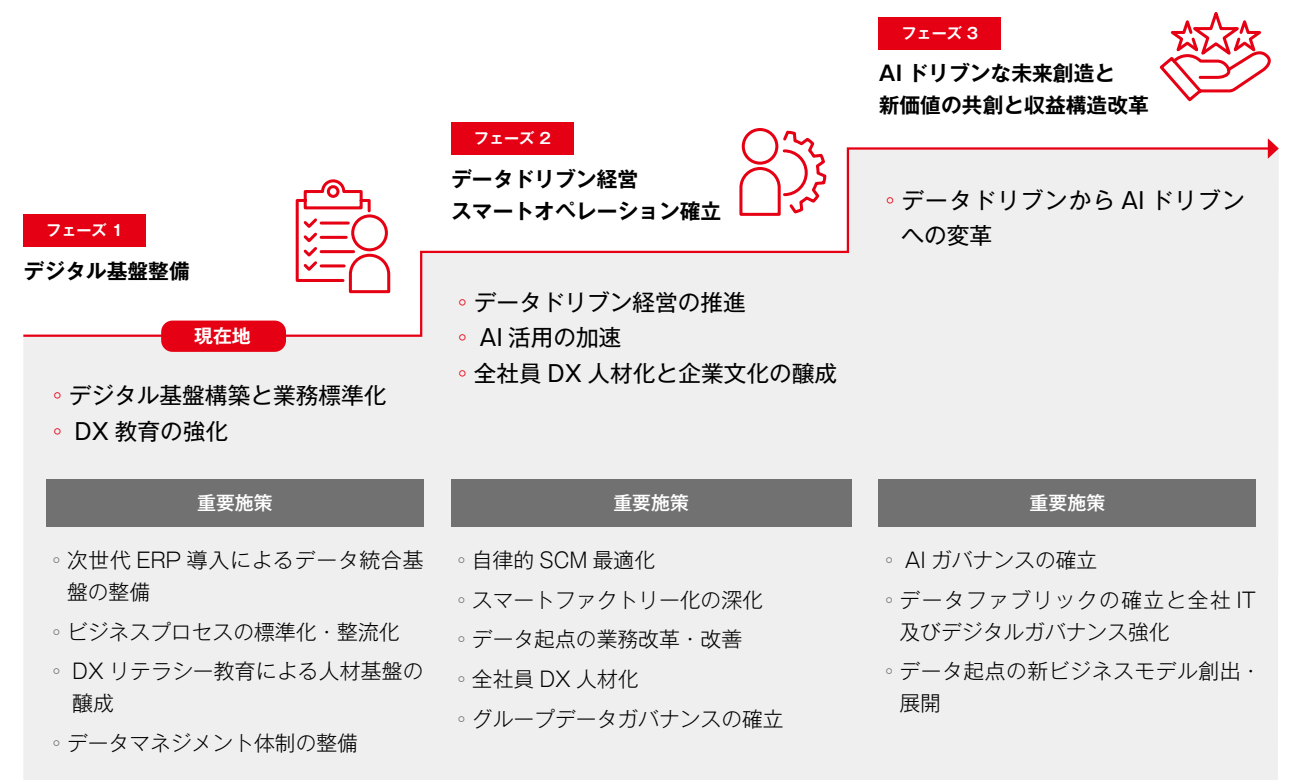 フェーズ 1
デジタル基盤整備
現在地
◦デジタル基盤構築と業務標準化
◦ DX 教育の強化
重要施策
◦次世代 ERP 導入によるデータ統合基
盤の整備
◦ビジネスプロセスの標準化・整流化
◦ DX リテラシー教育による人材基盤の
醸成
◦データマネジメント体制の整備
フェーズ 2
データドリブン経営
スマートオペレーション確立
◦データドリブン経営の推進
◦ AI 活用の加速
◦全社員 DX 人材化と企業文化の醸成
重要施策
◦自律的 SCM 最適化
◦スマートファクトリー化の深化
◦データ起点の業務改革・改善
◦全社員 DX 人材化
◦グループデータガバナンスの確立
フェーズ 3
AI ドリブンな未来創造と
新価値の共創と収益構造改革
◦データドリブンから AI ドリブン
への変革
重要施策
◦ AI ガバナンスの確立
◦データファブリックの確立と全社 IT
及びデジタルガバナンス強化
◦データ起点の新ビジネスモデル創出・
展開